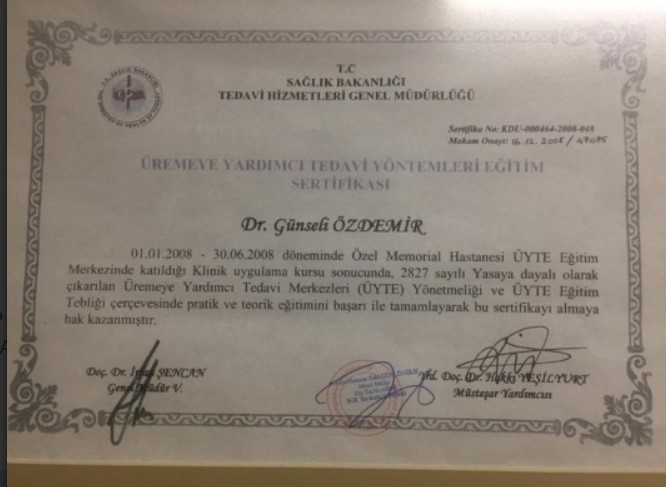 T.C
SAĞLIK BAKANLIĞI
TEDAVİ HİZMETLERİ GENEL MÜDÜRLÜĞÜ
Sertifika No: KDU-000464-2008-048
Makam Onayı: 16.12.2008 / 47075
ÜREMEYE YARDIMCI TEDAVİ YÖNTEMLERİ EĞİTİM
SERTİFİKASI
Dr. Günseli ÖZDEMİR
01.01.2008 - 30.06.2008 döneminde Özel Memorial Hastanesi ÜYTE Eğitim
Merkezinde katıldığı Klinik uygulama kursu sonucunda, 2827 sayılı Yasaya dayalı olarak
çıkarılan Üremeye Yardımcı Tedavi Merkezleri (ÜYTE) Yönetmeliği ve ÜYTE Eğitim
Tebliği çerçevesinde pratik ve teorik eğitimini başarı ile tamamlayarak bu sertifikayı almaya
hak kazanmıştır.
Doç. Dr. İrfan ŞENCAN
Genel Müdür V.
Yrd. Doç. Dr. Hakkı YEŞİLYURT
Müsteşar Yardımcısı